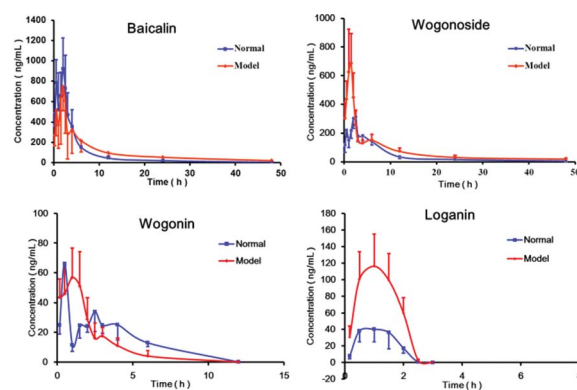 Baicalin
Concentration ( ng/mL )
1400
1200
1000
800
600
400
200
0
Normal
Model
0
10
20
30
40
50
Time ( h )
Wogonoside
Concentration ( ng/mL )
1000
800
600
400
200
0
Normal
Model
0
10
20
30
40
50
Time ( h )
Wogonin
Concentration (ng/mL)
100
80
60
40
20
0
Normal
Model
0
5
10
15
Time ( h )
Loganin
Concentration (ng/mL)
180
160
140
120
100
80
60
40
20
0
-20
Normal
Model
0
2
4
6
8
Time ( h )